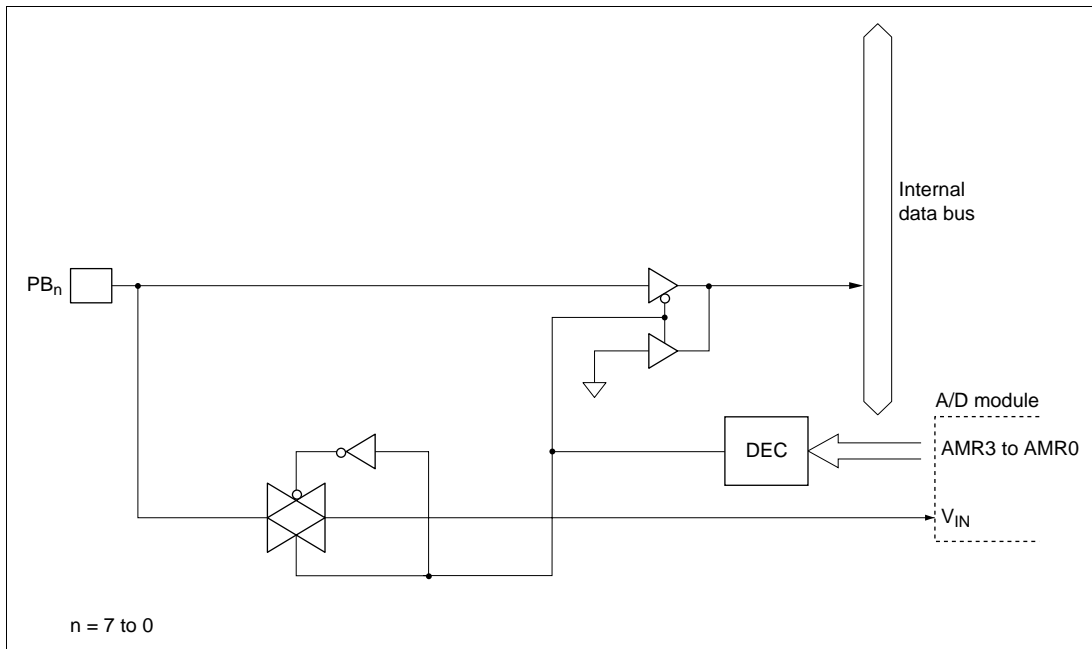 Internal
data bus
PBn
A/D module
DEC
AMR3 to AMR0
VIN
n = 7 to 0